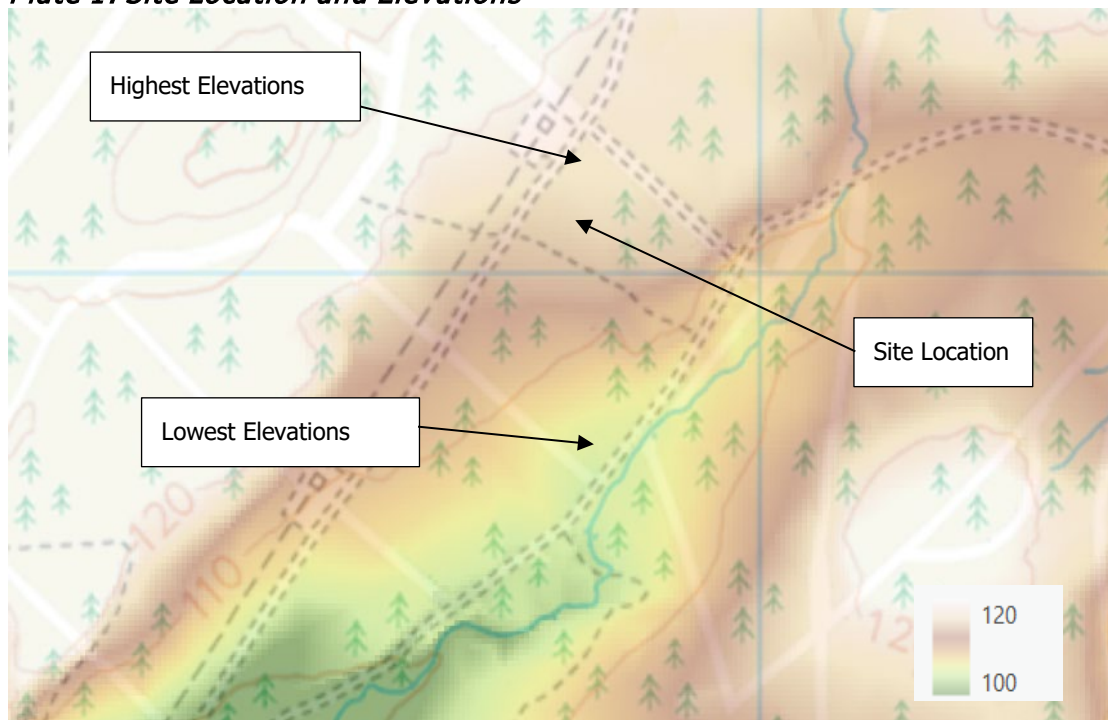 Plate 1: Site Location and Elevations
Highest Elevations
Site Location
Lowest Elevations
120
110
120
100